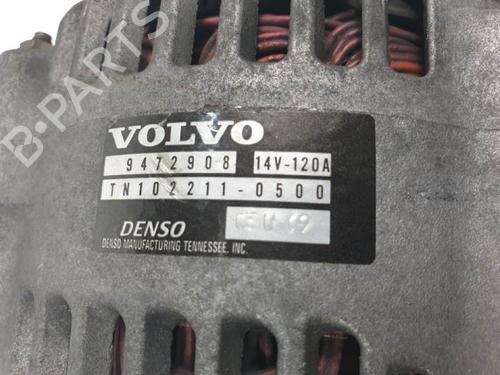 B-PARTS
VOLVO
9472908 14V-120A
TN102211-0500
DENSO
DENSO MANUFACTURING TENNESSEE, INC.